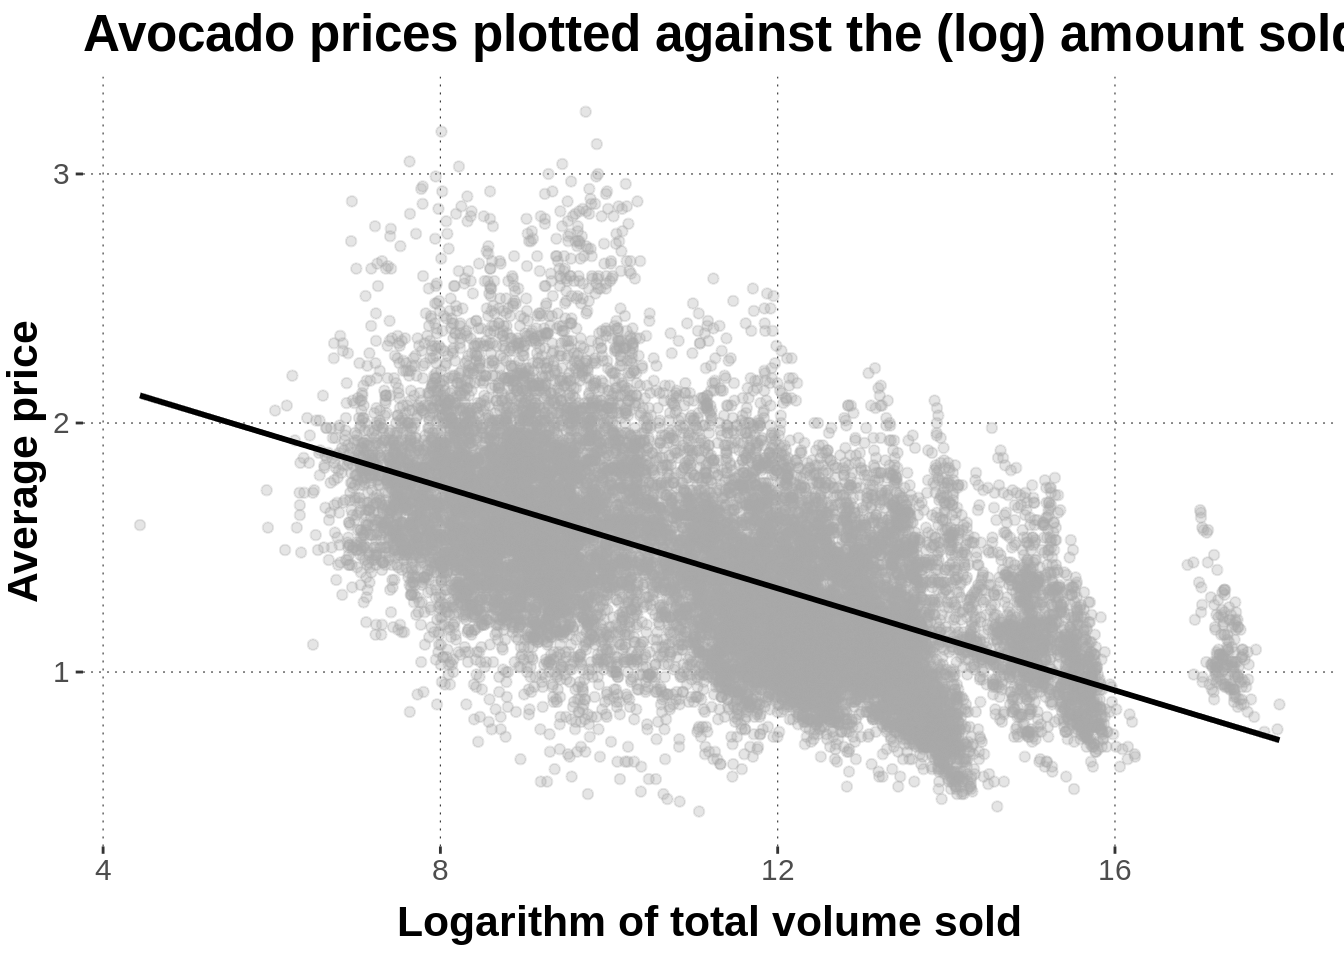 Avocado prices plotted against the (log) amount sold
3
2
1
Average price
4 8 12 16
Logarithm of total volume sold